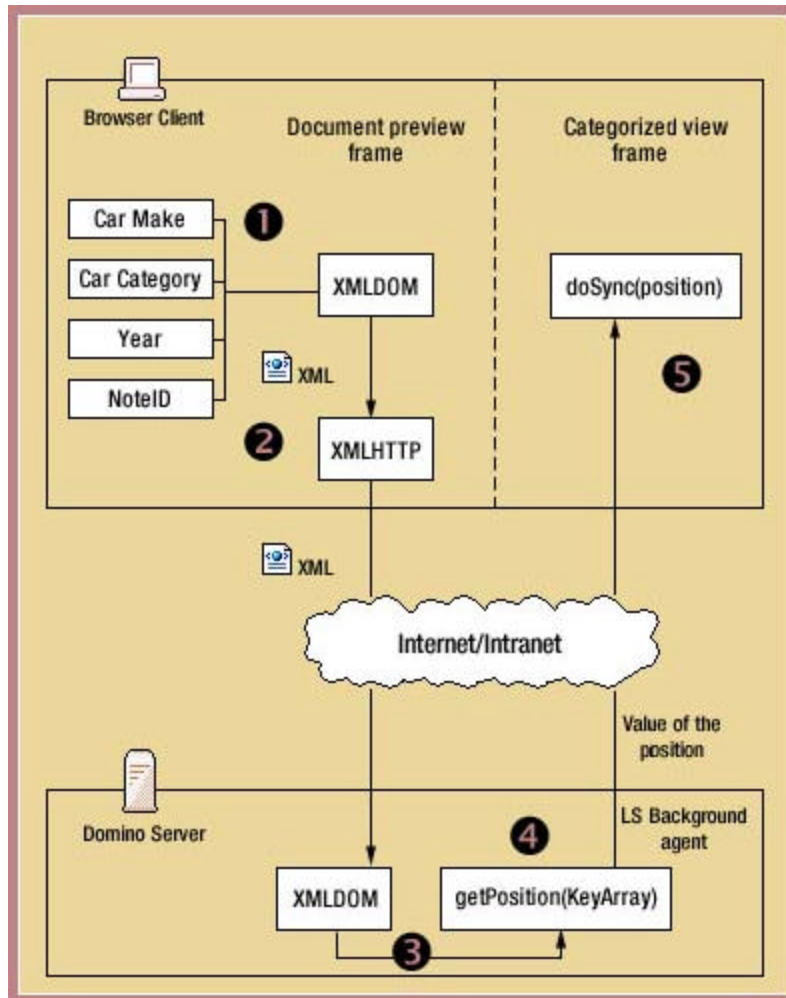 Browser Client
Document preview
frame
Categorized view
frame
Car Make
1
Car Category
XMLDOM
doSync(position)
Year
XML
5
NoteID
2
XMLHTTP
XML
Internet/Intranet
Value of the
position
Domino Server
LS Background
agent
4
XMLDOM
getPosition(KeyArray)
3